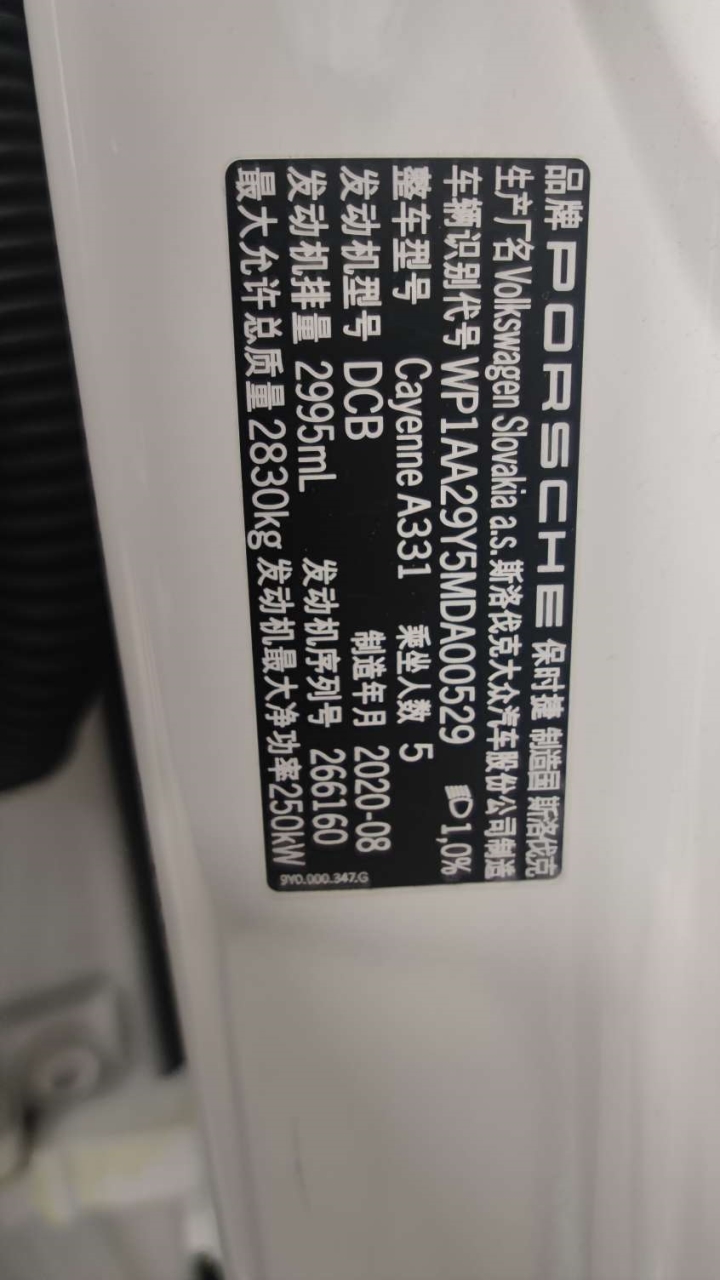 品牌 PORSCHE 保时捷 制造国 斯洛伐克
生产厂名 Volkswagen Slovakia a.s. 斯洛伐克大众汽车股份公司制造
车辆识别代号 WP1AA29Y5MDA00529 1,0%
整车型号 Cayenne A331 乘坐人数 5
发动机型号 DCB 制造年月 2020-08
发动机排量 2995mL 发动机序列号 266160
最大允许总质量 2830kg 发动机最大净功率250kW
9Y0.000.347.G